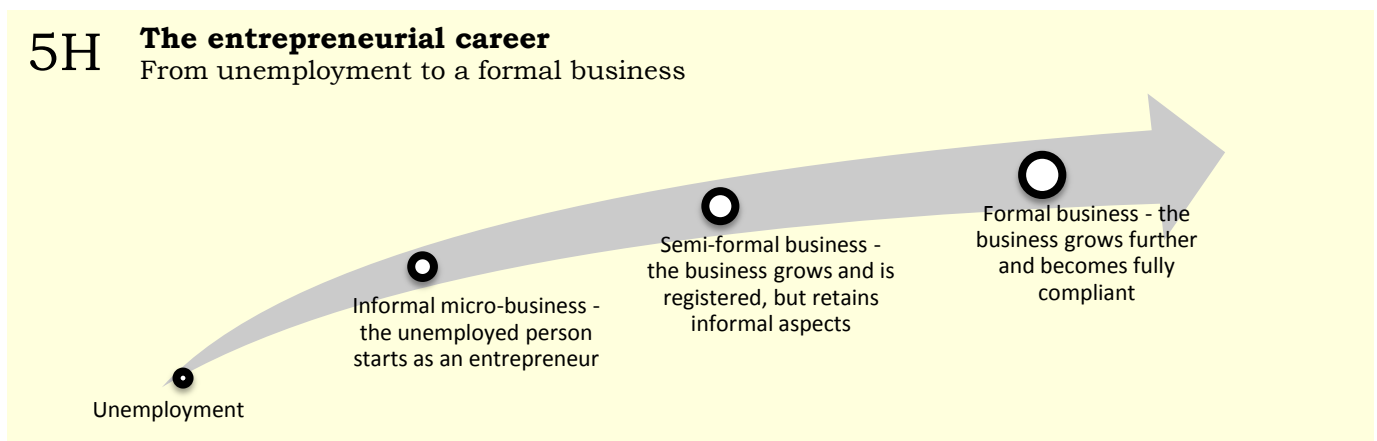 5H
The entrepreneurial career
From unemployment to a formal business
Unemployment
Informal micro-business -
the unemployed person
starts as an entrepreneur
Semi-formal business -
the business grows and is
registered, but retains
informal aspects
Formal business - the
business grows further
and becomes fully
compliant